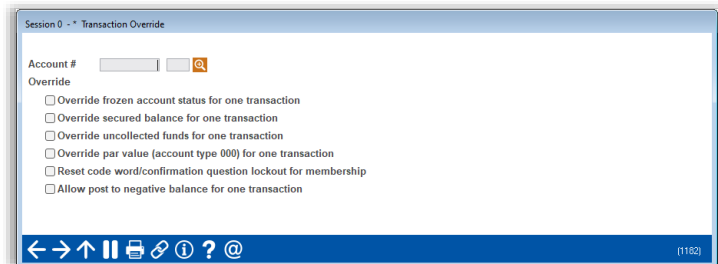 Session 0 - * Transaction Override
Account #
Override
Override frozen account status for one transaction
Override secured balance for one transaction
Override uncollected funds for one transaction
Override par value (account type 000) for one transaction
Reset code word/confirmation question lockout for membership
Allow post to negative balance for one transaction
? @ (1182)